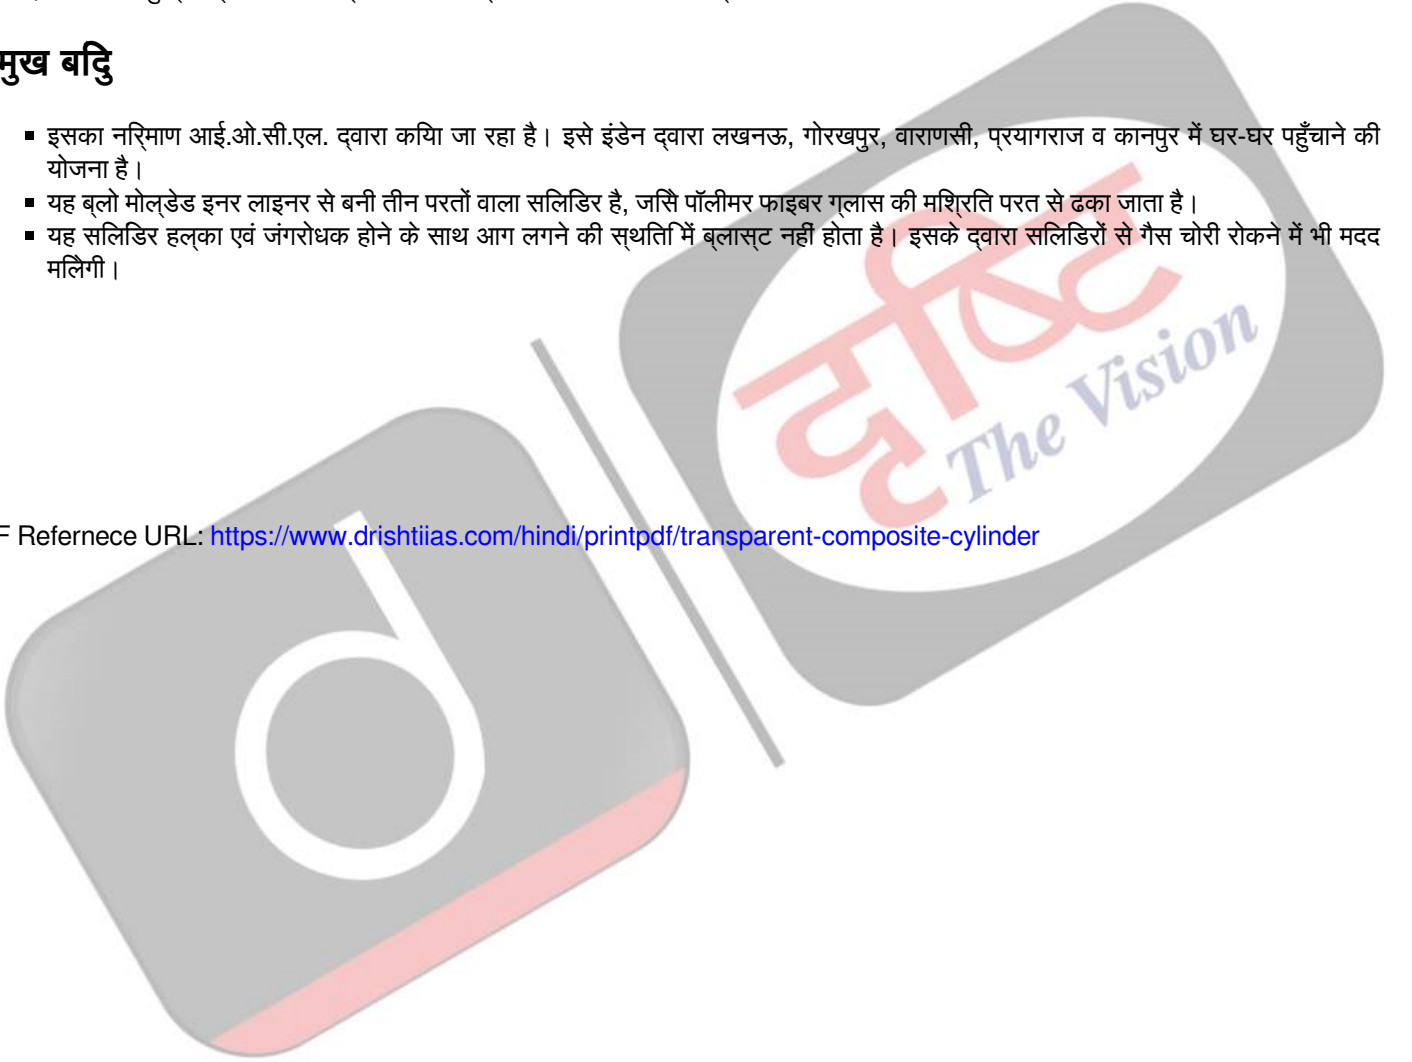 मुख बिंदु
इसका निर्माण आई.ओ.सी.एल. द्वारा किया जा रहा है। इसे इंडेन द्वारा लखनऊ, गोरखपुर, वाराणसी, प्रयागराज व कानपुर में घर-घर पहुँचाने की
योजना है।
यह ब्लो मोल्डेड इनर लाइनर से बनी तीन परतों वाला सिलिंडर है, जिसे पॉलीमर फाइबर ग्लास की मिश्रित परत से ढका जाता है।
यह सिलिंडर हल्का एवं जंगरोधक होने के साथ आग लगने की स्थिति में ब्लास्ट नहीं होता है। इसके द्वारा सिलिंडरों से गैस चोरी रोकने में भी मदद
मिलेगी।
दृष्टि
The Vision
F Refernece URL: https://www.drishtiias.com/hindi/printpdf/transparent-composite-cylinder
d